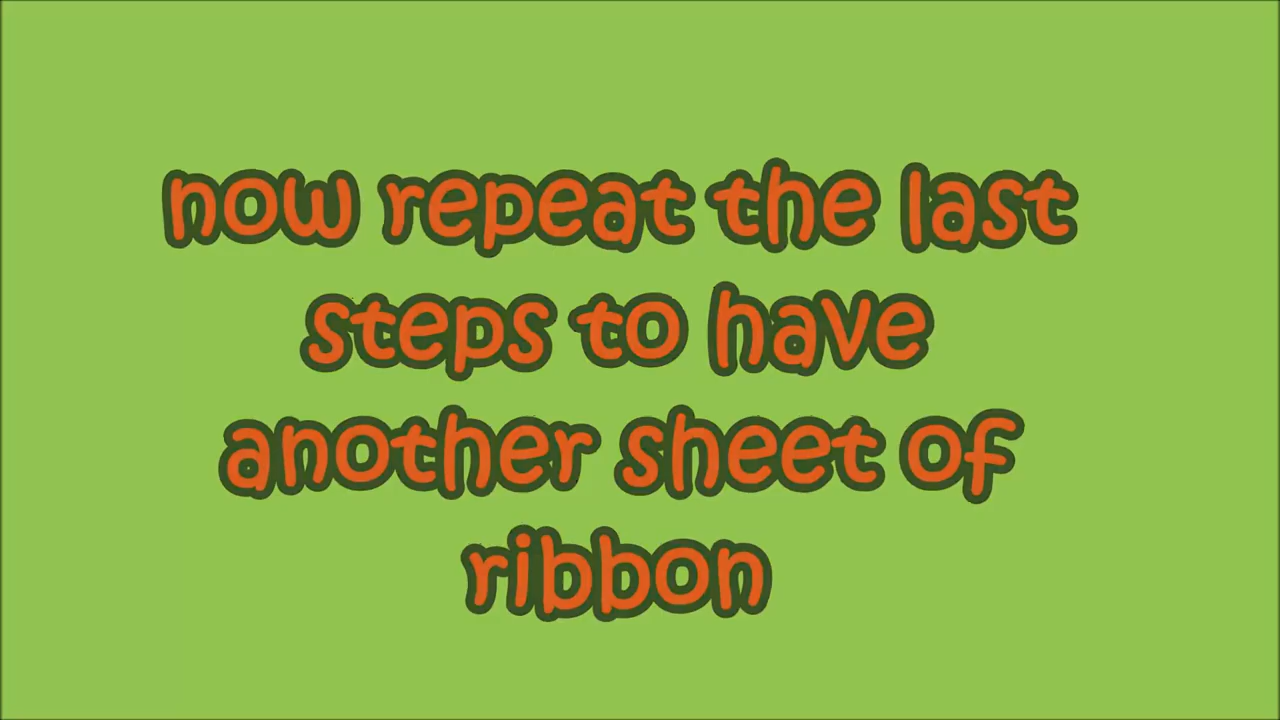 now repeat the last
steps to have
another sheet of
ribbon